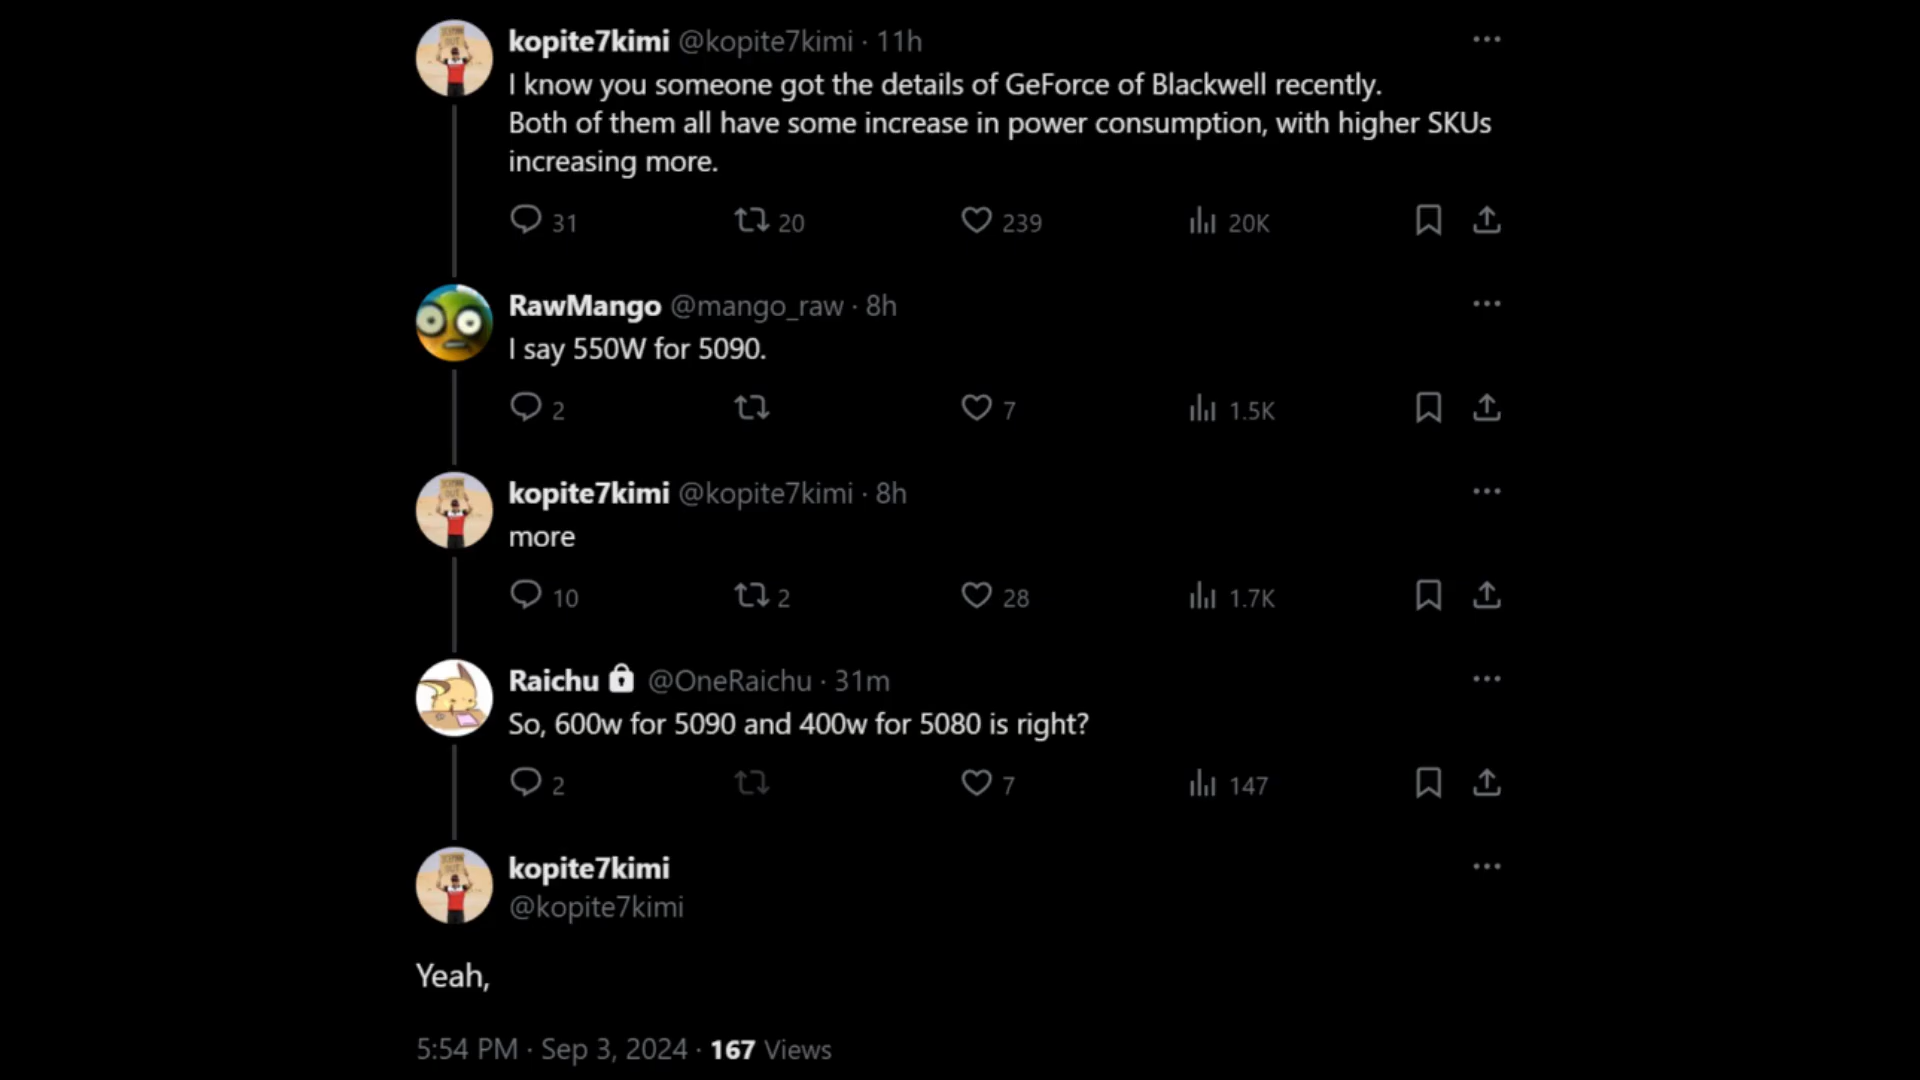 kopite7kimi @kopite7kimi · 11h
I know you someone got the details of GeForce of Blackwell recently.
Both of them all have some increase in power consumption, with higher SKUs
increasing more.
31 20 239 20K
RawMango @mango_raw · 8h
I say 550W for 5090.
2 7 1.5K
kopite7kimi @kopite7kimi · 8h
more
10 2 28 1.7K
Raichu @OneRaichu · 31m
So, 600w for 5090 and 400w for 5080 is right?
2 7 147
kopite7kimi
@kopite7kimi
Yeah,
5:54 PM · Sep 3, 2024 · 167 Views